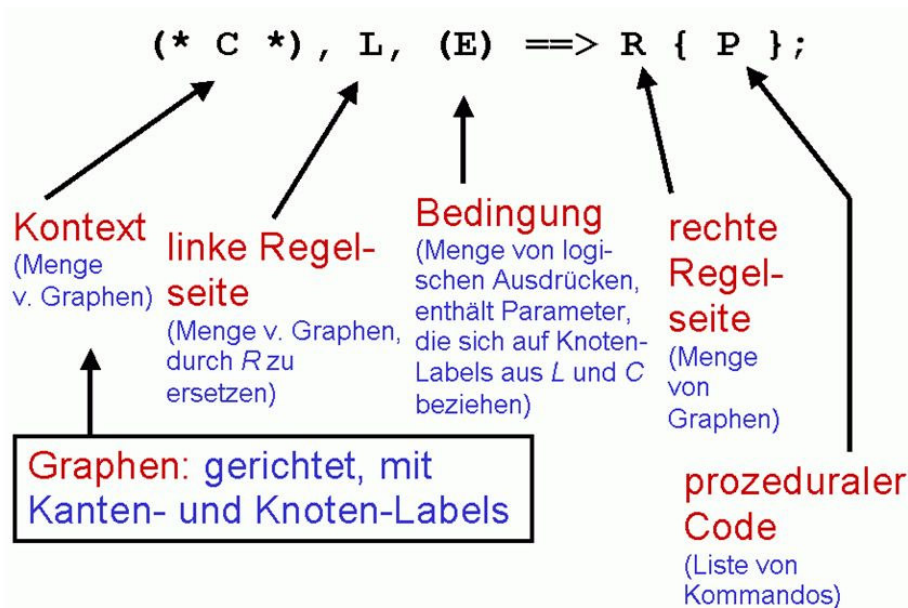 (* C *), L, (E) ==> R { P };
Kontext
(Menge
v. Graphen)
linke Regel-
seite
(Menge v. Graphen,
durch R zu
ersetzen)
Bedingung
(Menge von logi-
schen Ausdrücken,
enthält Parameter,
die sich auf Knoten-
Labels aus L und C
beziehen)
rechte
Regel-
seite
(Menge
von
Graphen)
Graphen: gerichtet, mit
Kanten- und Knoten-Labels
prozeduraler
Code
(Liste von
Kommandos)